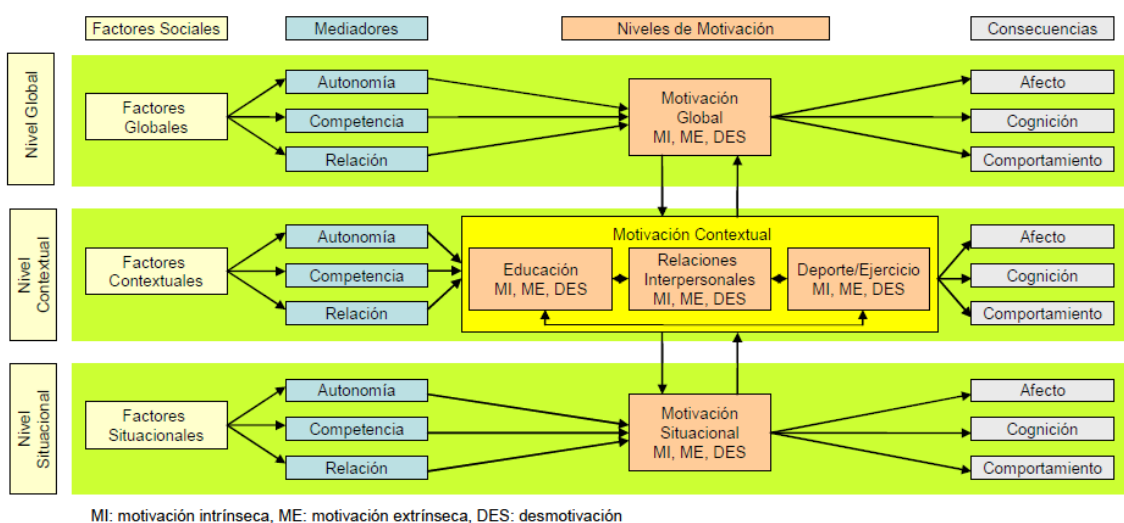 Factores Sociales
Mediadores
Niveles de Motivación
Consecuencias
Nivel Global
Factores
Globales
Autonomía
Competencia
Relación
Motivación
Global
MI, ME, DES
Afecto
Cognición
Comportamiento
Nivel
Contextual
Factores
Contextuales
Autonomía
Competencia
Relación
Motivación Contextual
Educación
MI, ME, DES
Relaciones
Interpersonales
MI, ME, DES
Deporte/Ejercicio
MI, ME, DES
Afecto
Cognición
Comportamiento
Nivel
Situacional
Factores
Situacionales
Autonomía
Competencia
Relación
Motivación
Situacional
MI, ME, DES
Afecto
Cognición
Comportamiento
MI: motivación intrínseca, ME: motivación extrínseca, DES: desmotivación